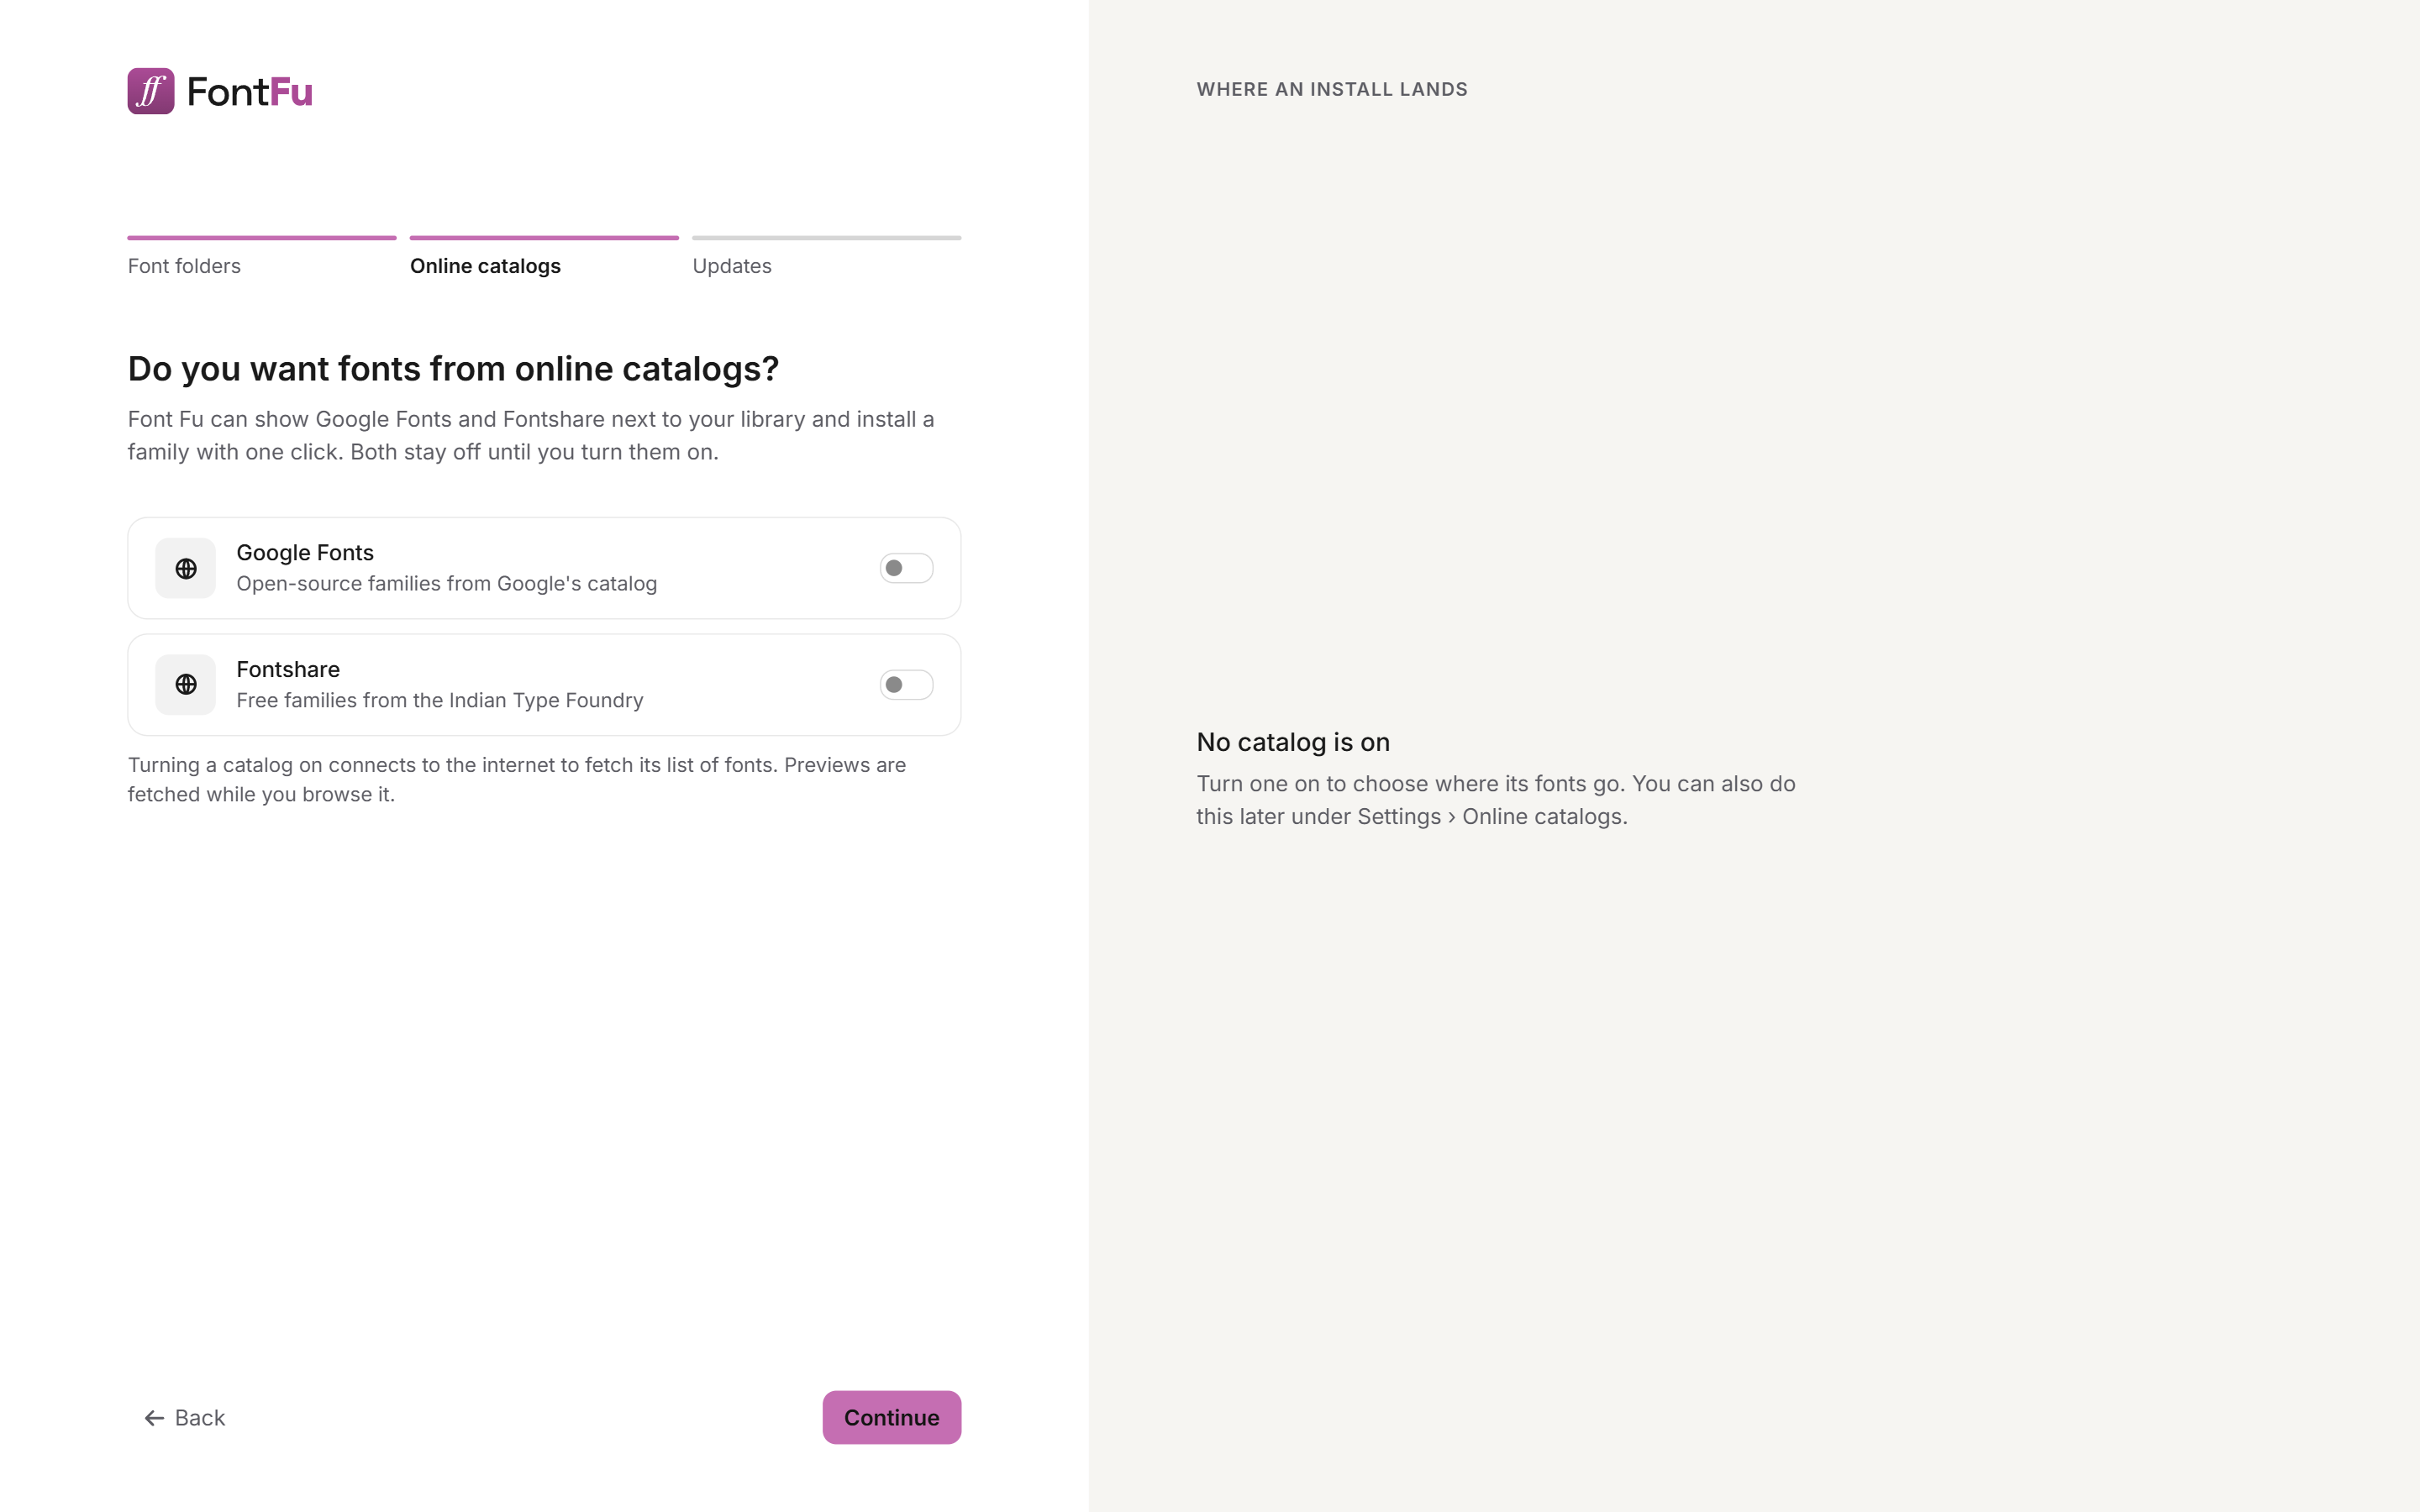 ff FontFu
Font folders
Online catalogs
Updates
Do you want fonts from online catalogs?
Font Fu can show Google Fonts and Fontshare next to your library and install a
family with one click. Both stay off until you turn them on.
Google Fonts
Open-source families from Google's catalog
Fontshare
Free families from the Indian Type Foundry
Turning a catalog on connects to the internet to fetch its list of fonts. Previews are
fetched while you browse it.
← Back
Continue
WHERE AN INSTALL LANDS
No catalog is on
Turn one on to choose where its fonts go. You can also do
this later under Settings › Online catalogs.